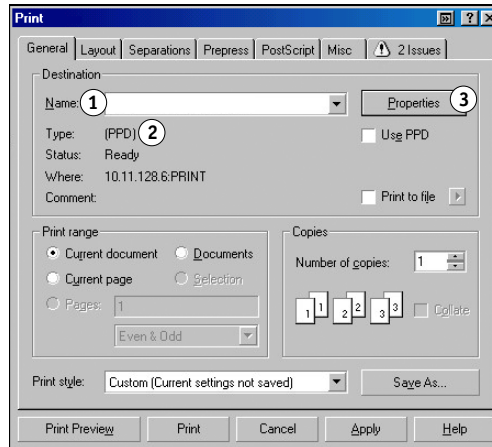 Print
General Layout Separations Prepress PostScript Misc 2 Issues
Destination
Name: 1
Properties 3
Type: (PPD) 2
Use PPD
Status: Ready
Where: 10.11.128.6:PRINT
Comment:
Print to file
Print range
Current document Documents
Current page Selection
Pages: 1
Even & Odd
Copies
Number of copies: 1
1 1 2 2 3 3
Collate
Print style: Custom (Current settings not saved) Save As...
Print Preview Print Cancel Apply Help